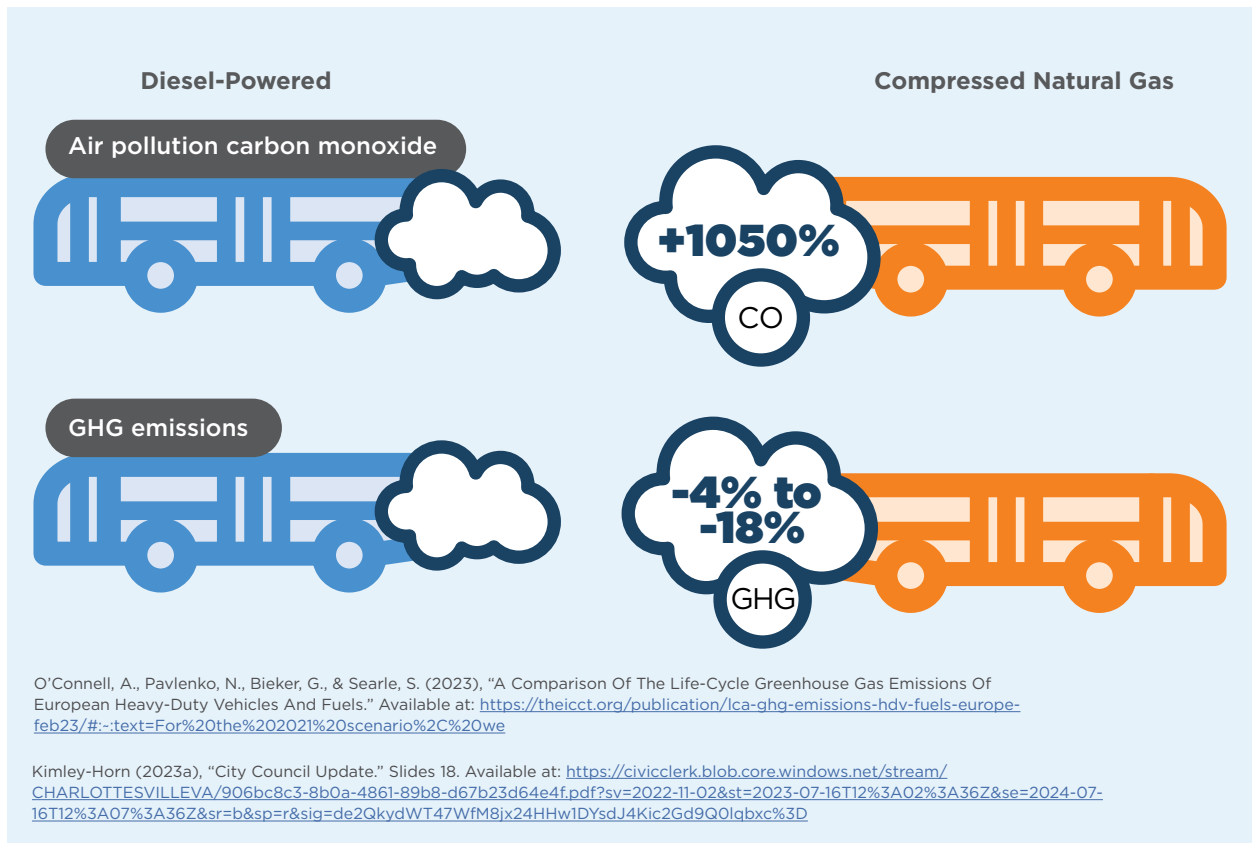 Diesel-Powered
Compressed Natural Gas
Air pollution carbon monoxide
+1050%
CO
GHG emissions
-4% to
-18%
GHG
O’Connell, A., Pavlenko, N., Bieker, G., & Searle, S. (2023), “A Comparison Of The Life-Cycle Greenhouse Gas Emissions Of
European Heavy-Duty Vehicles And Fuels.” Available at: https://theicct.org/publication/lca-ghg-emissions-hdv-fuels-europe-
feb23/#:~:text=For%20the%202021%20scenario%2C%20we
Kimley-Horn (2023a), “City Council Update.” Slides 18. Available at: https://civicclerk.blob.core.windows.net/stream/
CHARLOTTESVILLEVA/906bc8c3-8b0a-4861-89b8-d67b23d64e4f.pdf?sv=2022-11-02&st=2023-07-16T12%3A02%3A36Z&se=2024-07-
16T12%3A07%3A36Z&sr=b&sp=r&sig=de2QkydWT47WfM8jx24HHw1DYsdJ4Kic2Gd9Q0lqbxc%3D